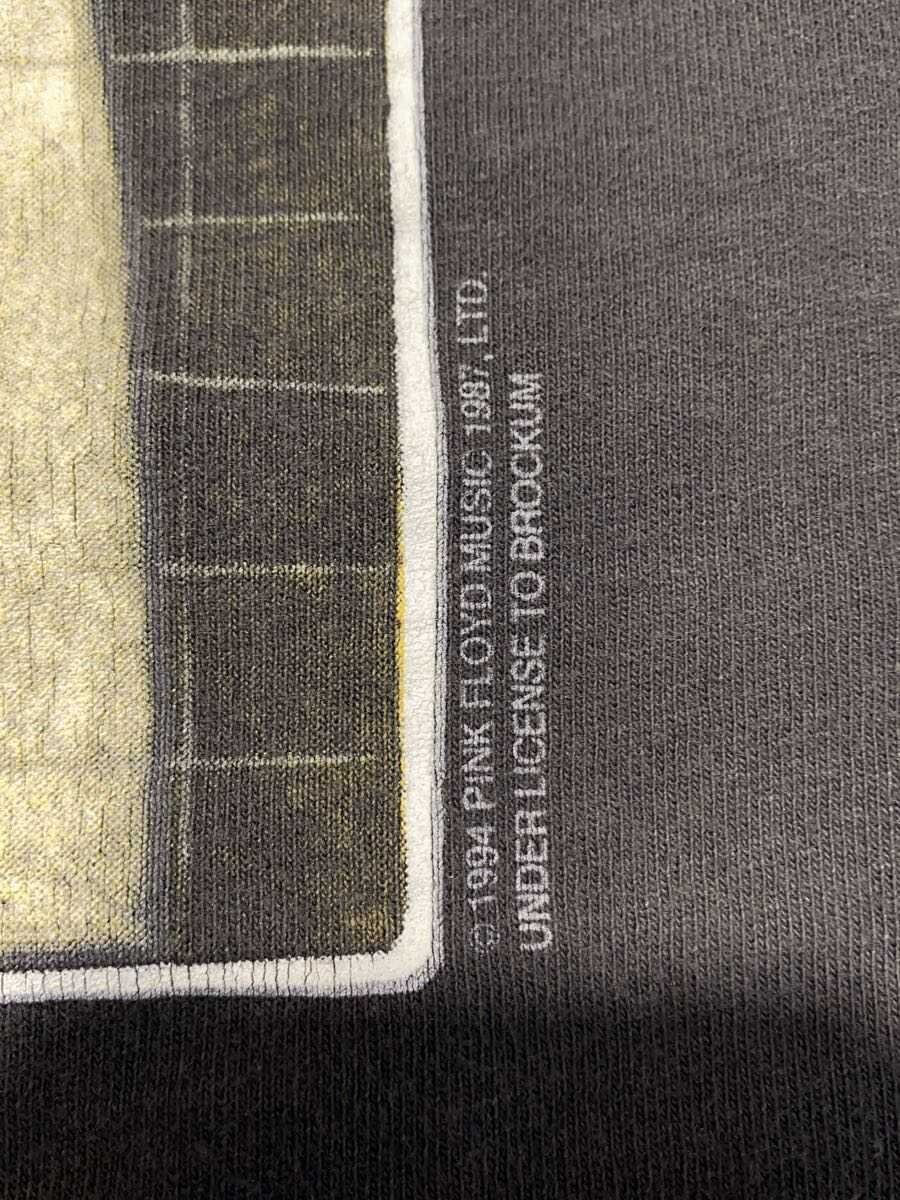 © 1994 PINK FLOYD MUSIC 1987, LTD.
UNDER LICENSE TO BROCKUM